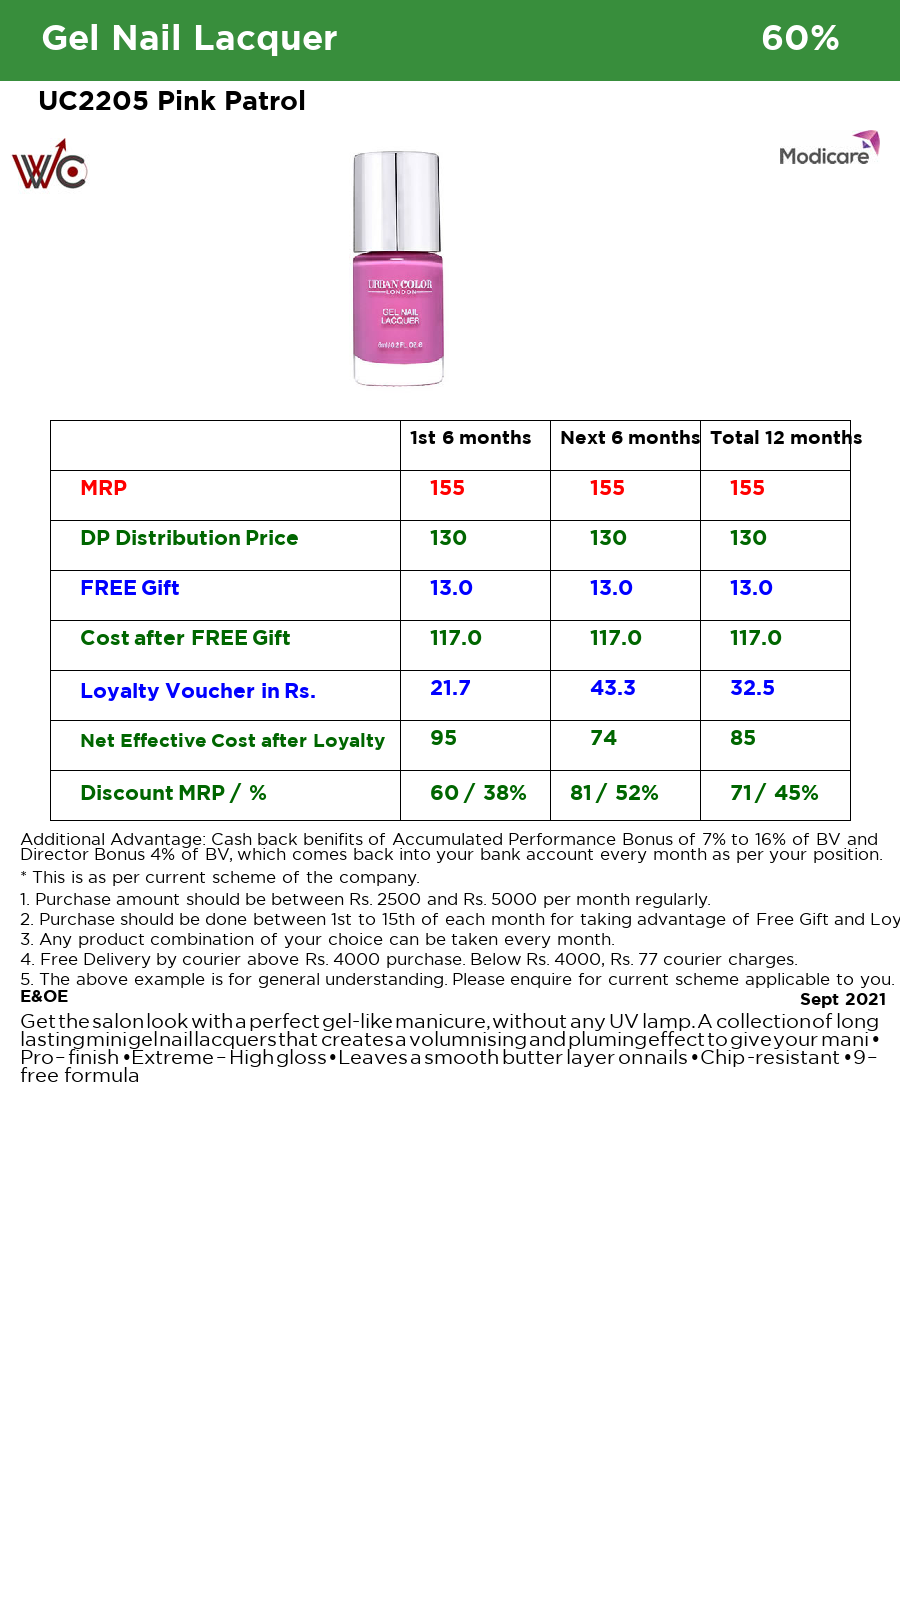 Gel Nail Lacquer 60%
UC2205 Pink Patrol
WC
Modicare
URBAN COLOR
LONDON
GEL NAIL
LACQUER
1st 6 months Next 6 months Total 12 months
MRP 155 155 155
DP Distribution Price 130 130 130
FREE Gift 13.0 13.0 13.0
Cost after FREE Gift 117.0 117.0 117.0
Loyalty Voucher in Rs. 21.7 43.3 32.5
Net Effective Cost after Loyalty 95 74 85
Discount MRP / % 60 / 38% 81 / 52% 71 / 45%
Additional Advantage: Cash back benifits of Accumulated Performance Bonus of 7% to 16% of BV and
Director Bonus 4% of BV, which comes back into your bank account every month as per your position.
* This is as per current scheme of the company.
1. Purchase amount should be between Rs. 2500 and Rs. 5000 per month regularly.
2. Purchase should be done between 1st to 15th of each month for taking advantage of Free Gift and Loy
3. Any product combination of your choice can be taken every month.
4. Free Delivery by courier above Rs. 4000 purchase. Below Rs. 4000, Rs. 77 courier charges.
5. The above example is for general understanding. Please enquire for current scheme applicable to you.
E&OE Sept 2021
Get the salon look with a perfect gel-like manicure, without any UV lamp. A collection of long
lasting mini gel nail lacquers that creates a volumnising and pluming effect to give your mani •
Pro – finish • Extreme – High gloss • Leaves a smooth butter layer on nails • Chip -resistant • 9 –
free formula